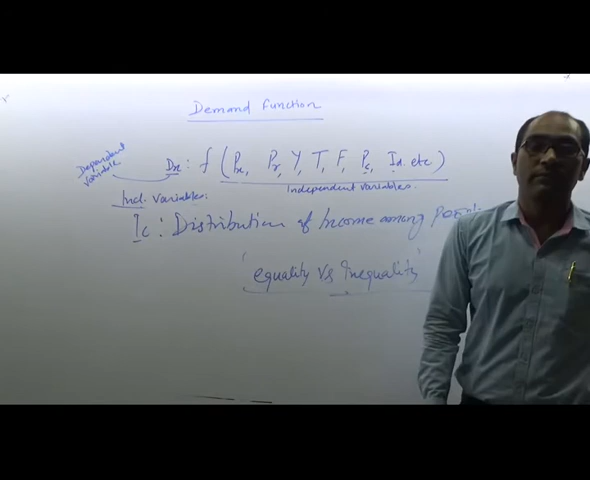 Demand function
Dependent variable
Dx : f ( Px, Pr, Y, T, F, Ps, Id. etc )
Independent variables.
Ind. variables:
Ic : Distribution of Income among
equality Vs Inequality